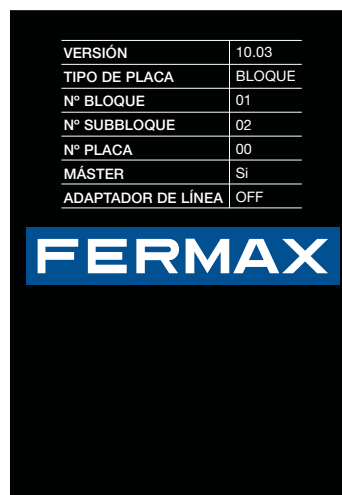 VERSIÓN 10.03
TIPO DE PLACA BLOQUE
Nº BLOQUE 01
Nº SUBBLOQUE 02
Nº PLACA 00
MÁSTER Si
ADAPTADOR DE LÍNEA OFF
FERMAX